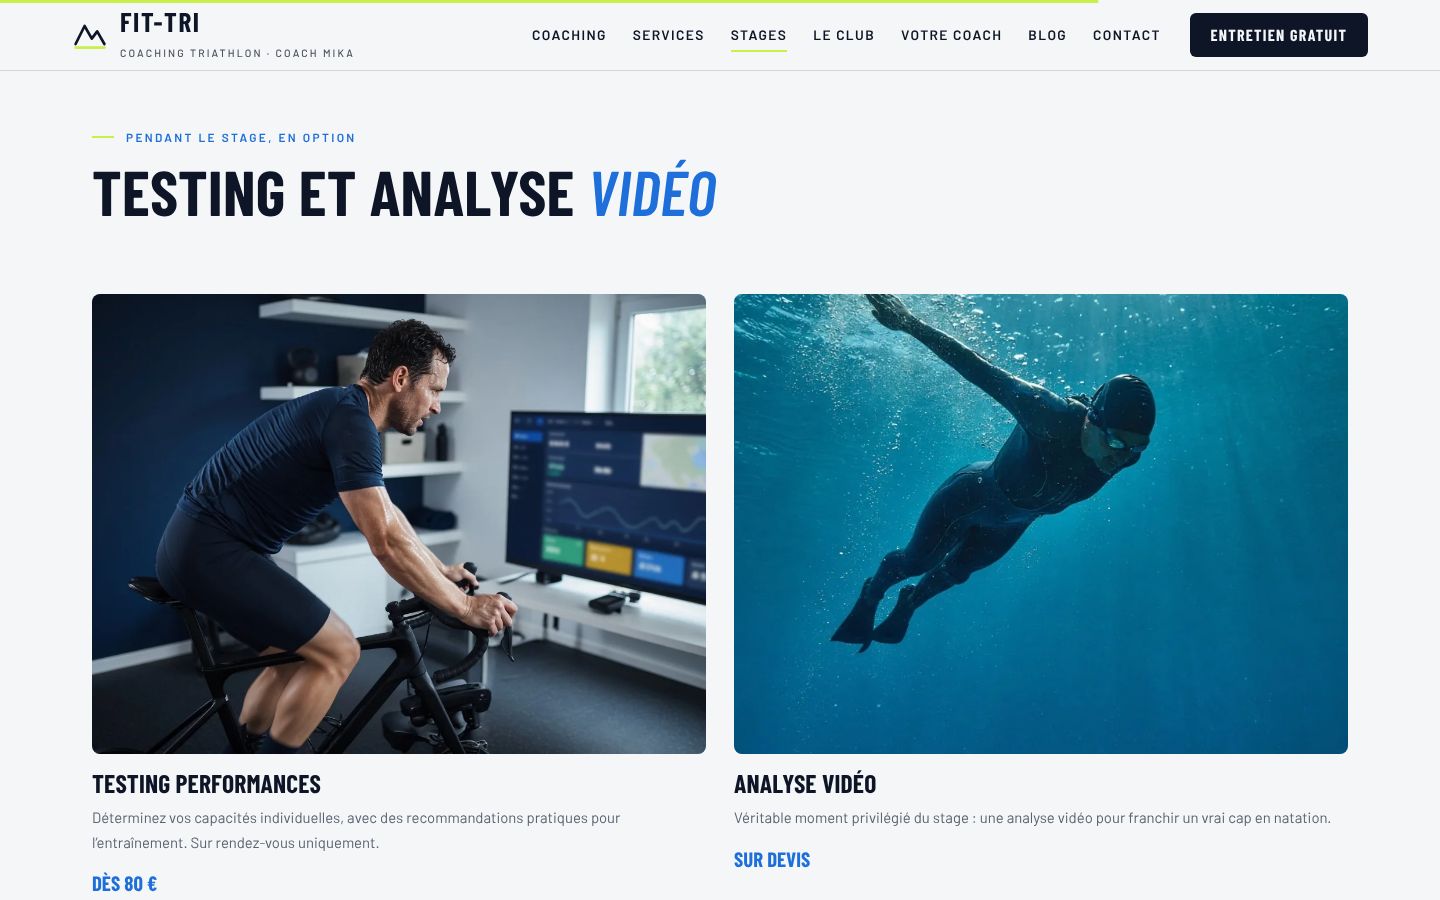 FIT-TRI
COACHING TRIATHLON · COACH MIKA
COACHING SERVICES STAGES LE CLUB VOTRE COACH BLOG CONTACT ENTRETIEN GRATUIT
PENDANT LE STAGE, EN OPTION
TESTING ET ANALYSE VIDÉO
TESTING PERFORMANCES
Déterminez vos capacités individuelles, avec des recommandations pratiques pour
l'entraînement. Sur rendez-vous uniquement.
DÈS 80 €
ANALYSE VIDÉO
Véritable moment privilégié du stage : une analyse vidéo pour franchir un vrai cap en natation.
SUR DEVIS